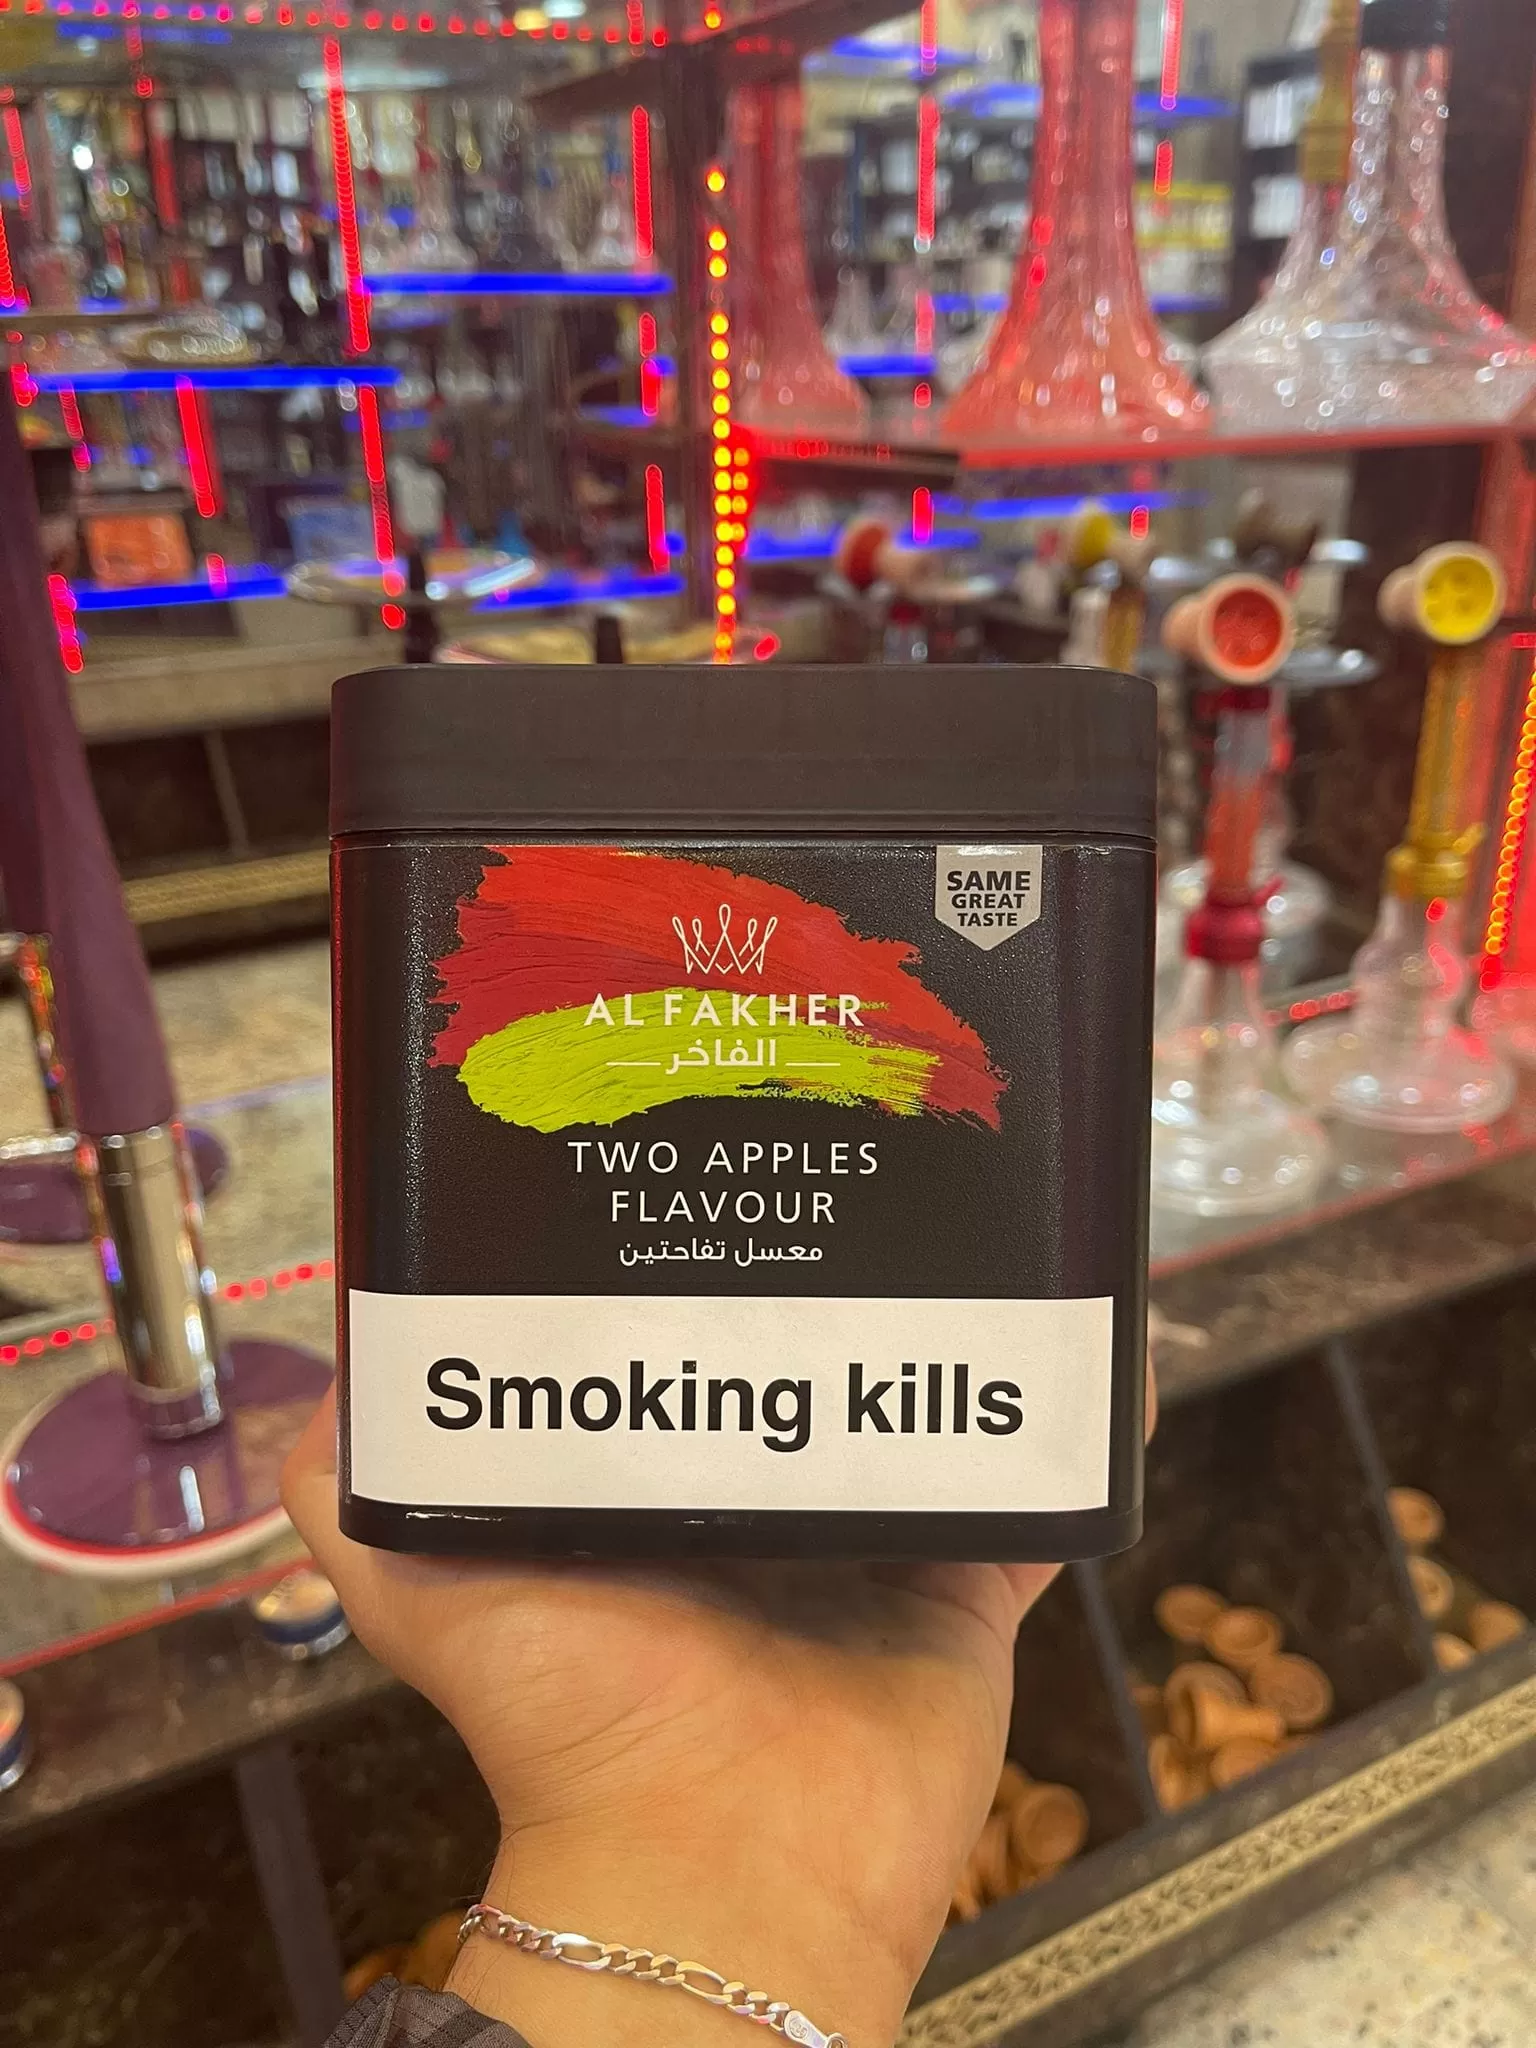 SAME
GREAT
TASTE
AL FAKHER
الفاخر
TWO APPLES
FLAVOUR
معسل تفاحتين
Smoking kills